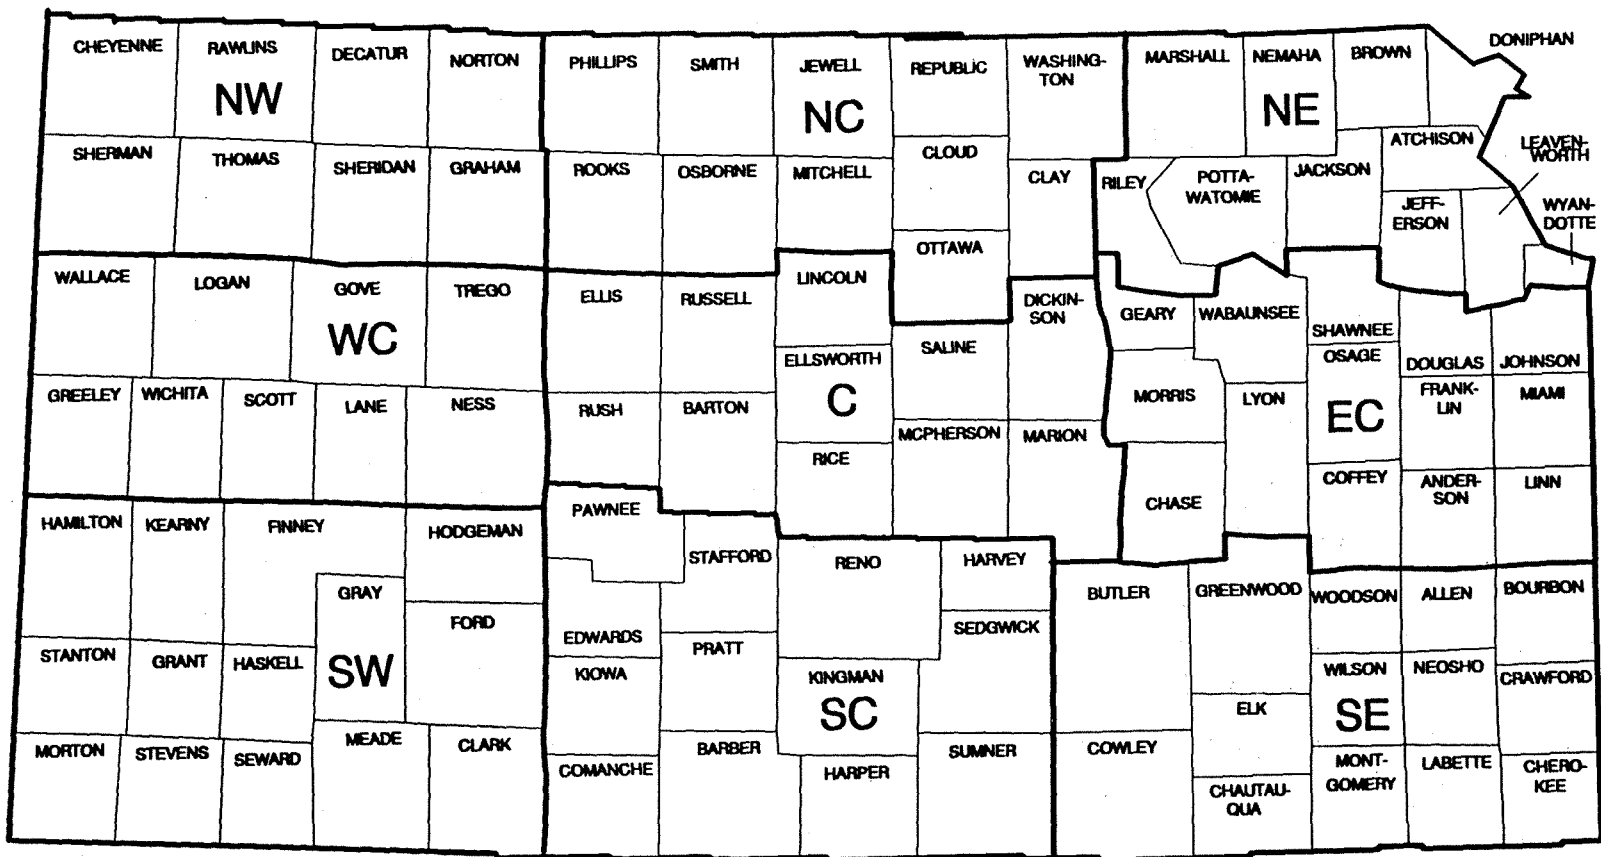 CHEYENNE
RAWLINS
DECATUR
NORTON
PHILLIPS
SMITH
JEWELL
REPUBLIC
WASHING-
TON
MARSHALL
NEMAHA
BROWN
DONIPHAN
NW
NC
NE
SHERMAN
THOMAS
SHERIDAN
GRAHAM
ROOKS
OSBORNE
MITCHELL
CLOUD
CLAY
RILEY
POTTA-
WATOMIE
JACKSON
ATCHISON
LEAVEN-
WORTH
JEFF-
ERSON
WYAN-
DOTTE
OTTAWA
WALLACE
LOGAN
GOVE
TREGO
ELLIS
RUSSELL
LINCOLN
DICKIN-
SON
GEARY
WABAUNSEE
SHAWNEE
DOUGLAS
JOHNSON
WC
ELLSWORTH
SALINE
OSAGE
C
EC
GREELEY
WICHITA
SCOTT
LANE
NESS
RUSH
BARTON
RICE
MCPHERSON
MARION
MORRIS
LYON
FRANK-
LIN
MIAMI
CHASE
COFFEY
ANDER-
SON
LINN
HAMILTON
KEARNY
FINNEY
HODGEMAN
PAWNEE
STAFFORD
RENO
HARVEY
BUTLER
GREENWOOD
WOODSON
ALLEN
BOURBON
GRAY
FORD
EDWARDS
SEDGWICK
STANTON
GRANT
HASKELL
SW
KIOWA
PRATT
KINGMAN
SC
ELK
WILSON
SE
NEOSHO
CRAWFORD
MORTON
STEVENS
SEWARD
MEADE
CLARK
COMANCHE
BARBER
HARPER
SUMNER
COWLEY
CHAUTAU-
QUA
MONT-
GOMERY
LABETTE
CHERO-
KEE